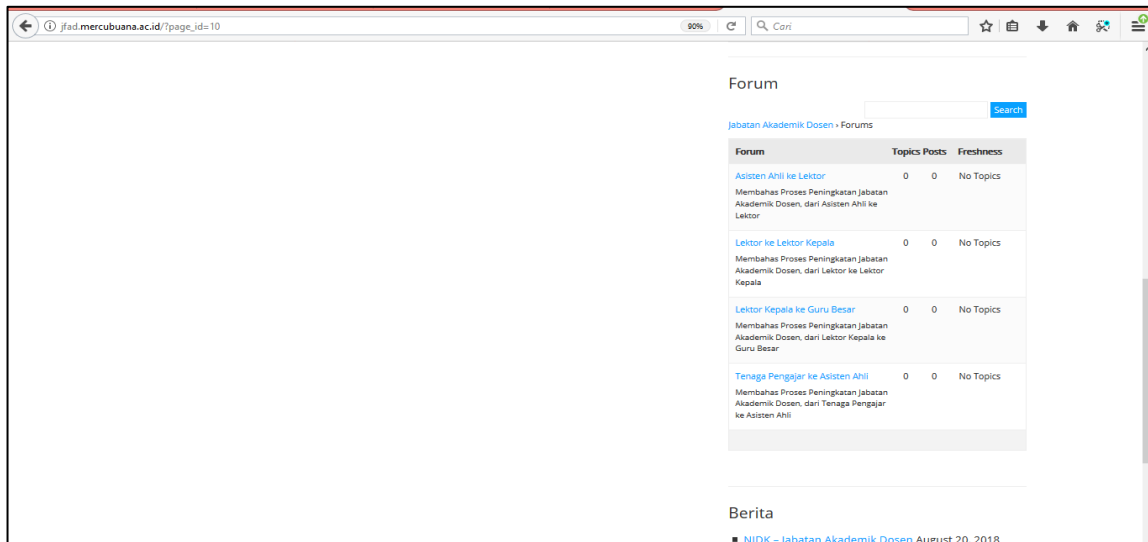 jfad.mercubuana.ac.id/?page_id=10 90% Cari
Forum
Search
Jabatan Akademik Dosen › Forums
Forum Topics Posts Freshness
Asisten Ahli ke Lektor 0 0 No Topics
Membahas Proses Peningkatan Jabatan
Akademik Dosen, dari Asisten Ahli ke
Lektor
Lektor ke Lektor Kepala 0 0 No Topics
Membahas Proses Peningkatan Jabatan
Akademik Dosen, dari Lektor ke Lektor
Kepala
Lektor Kepala ke Guru Besar 0 0 No Topics
Membahas Proses Peningkatan Jabatan
Akademik Dosen, dari Lektor Kepala ke
Guru Besar
Tenaga Pengajar ke Asisten Ahli 0 0 No Topics
Membahas Proses Peningkatan Jabatan
Akademik Dosen, dari Tenaga Pengajar
ke Asisten Ahli
Berita
NIDK – Jabatan Akademik Dosen August 20, 2018